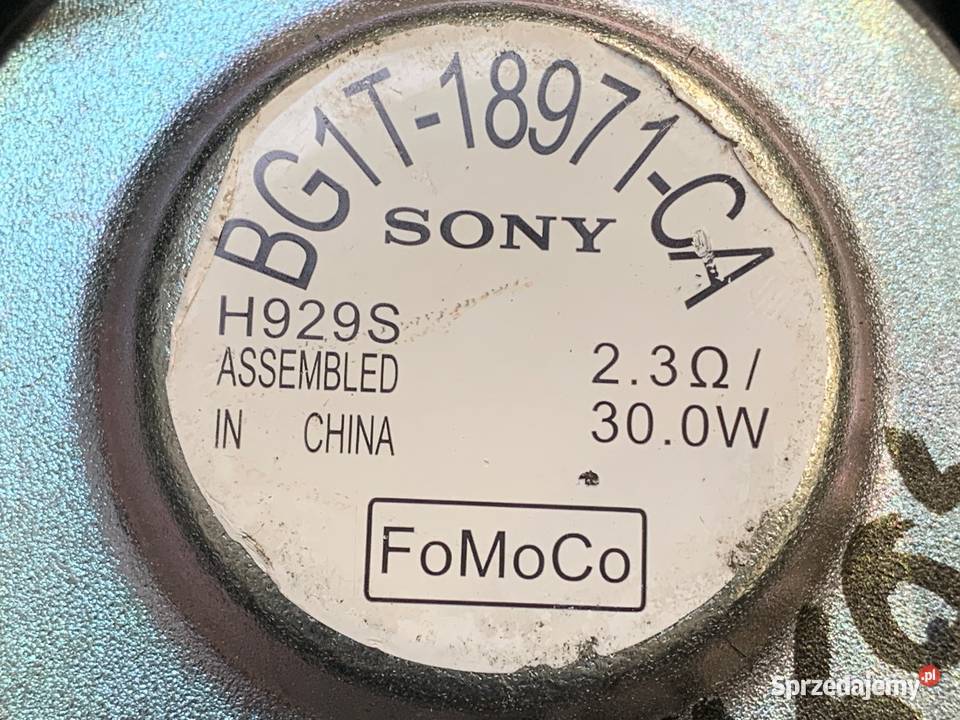 BG1T-18971-CA
SONY
H929S
ASSEMBLED
IN CHINA
2.3Ω/
30.0W
FoMoCo
Sprzedajemy.pl